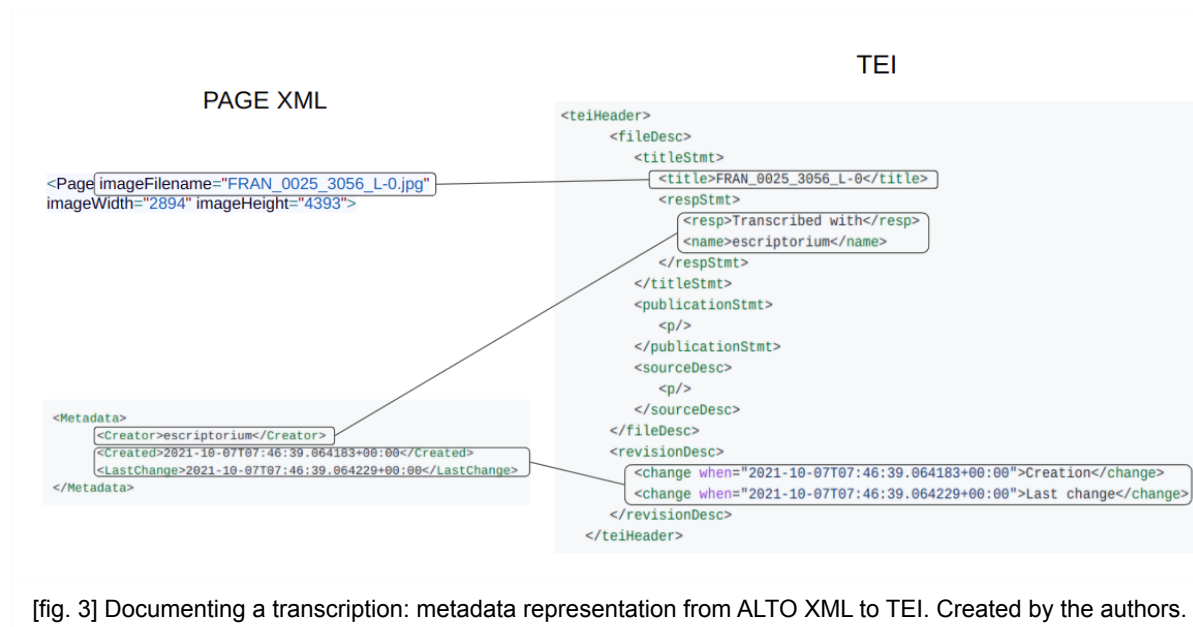 PAGE XML
<Page imageFilename="FRAN_0025_3056_L-0.jpg"
imageWidth="2894" imageHeight="4393">
<Metadata>
<Creator>escriptorium</Creator>
<Created>2021-10-07T07:46:39.064183+00:00</Created>
<LastChange>2021-10-07T07:46:39.064229+00:00</LastChange>
</Metadata>
TEI
<teiHeader>
<fileDesc>
<titleStmt>
<title>FRAN_0025_3056_L-0</title>
<respStmt>
<resp>Transcribed with</resp>
<name>escriptorium</name>
</respStmt>
</titleStmt>
<publicationStmt>
<p/>
</publicationStmt>
<sourceDesc>
<p/>
</sourceDesc>
</fileDesc>
<revisionDesc>
<change when="2021-10-07T07:46:39.064183+00:00">Creation</change>
<change when="2021-10-07T07:46:39.064229+00:00">Last change</change>
</revisionDesc>
</teiHeader>
[fig. 3] Documenting a transcription: metadata representation from ALTO XML to TEI. Created by the authors.